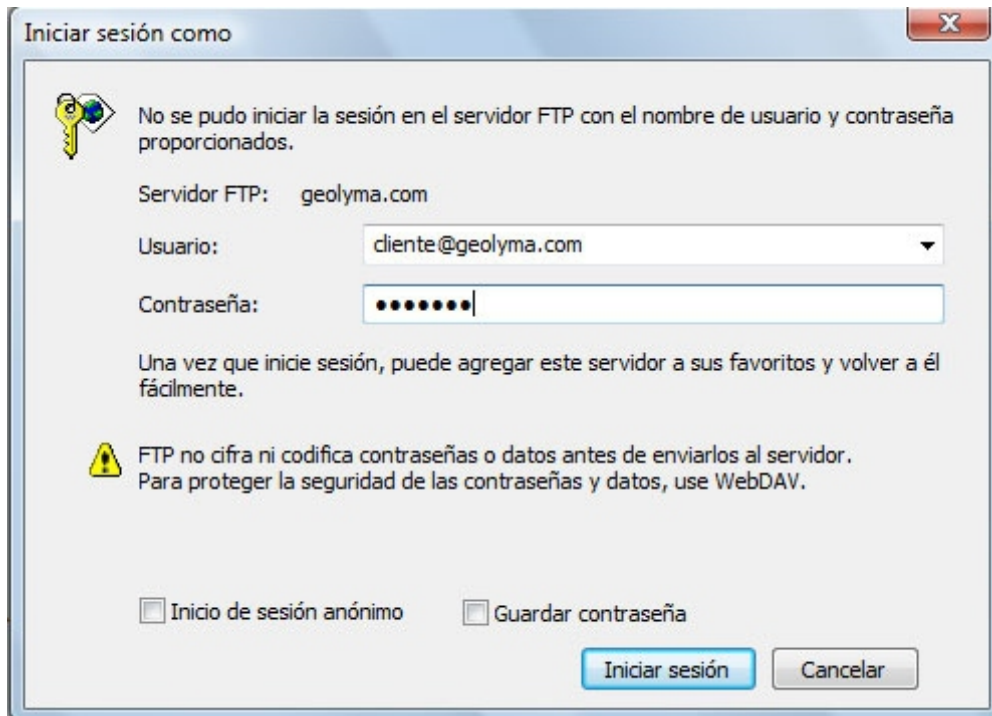 Iniciar sesión como
No se pudo iniciar la sesión en el servidor FTP con el nombre de usuario y contraseña
proporcionados.
Servidor FTP: geolyma.com
Usuario: cliente@geolyma.com
Contraseña: •••••••
Una vez que inicie sesión, puede agregar este servidor a sus favoritos y volver a él
fácilmente.
FTP no cifra ni codifica contraseñas o datos antes de enviarlos al servidor.
Para proteger la seguridad de las contraseñas y datos, use WebDAV.
Inicio de sesión anónimo Guardar contraseña
Iniciar sesión Cancelar